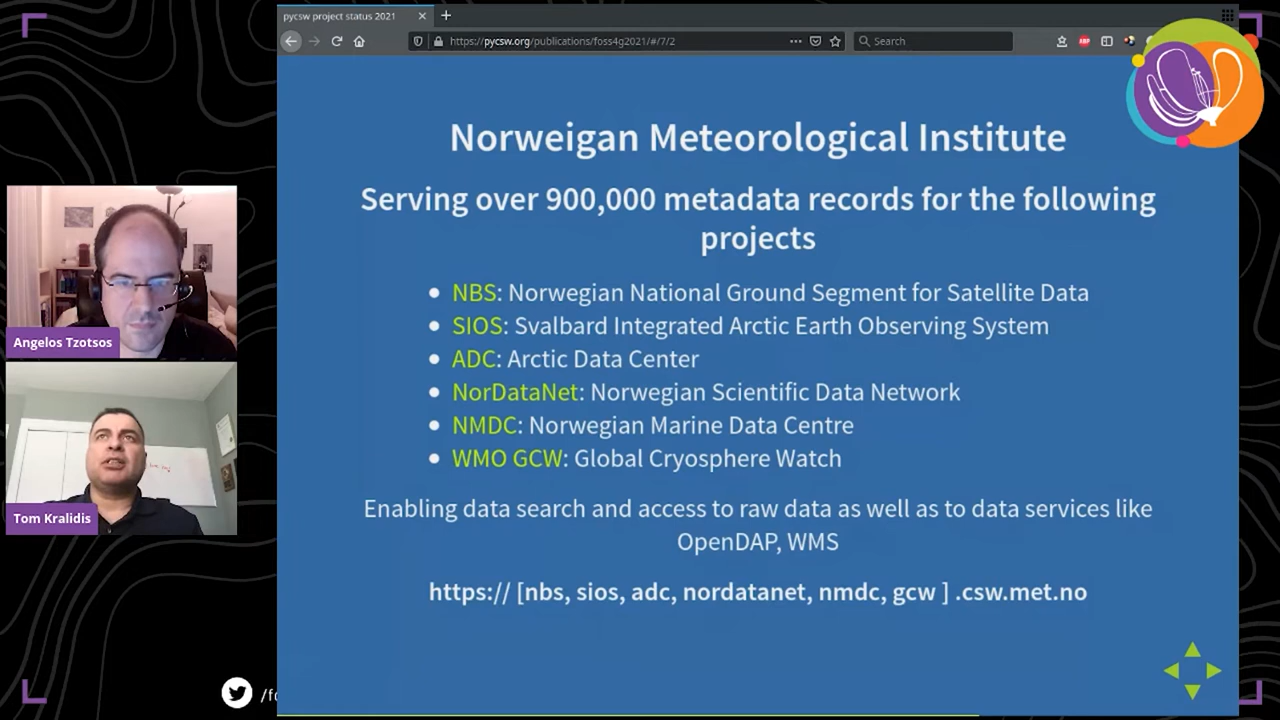 pycsw project status 2021
https://pycsw.org/publications/foss4g2021/#/7/2
Search
ABP
Norweigan Meteorological Institute
Serving over 900,000 metadata records for the following
projects
NBS: Norwegian National Ground Segment for Satellite Data
SIOS: Svalbard Integrated Arctic Earth Observing System
ADC: Arctic Data Center
NorDataNet: Norwegian Scientific Data Network
NMDC: Norwegian Marine Data Centre
WMO GCW: Global Cryosphere Watch
Enabling data search and access to raw data as well as to data services like
OpenDAP, WMS
https:// [nbs, sios, adc, nordatanet, nmdc, gcw ] .csw.met.no
Angelos Tzotsos
Tom Kralidis